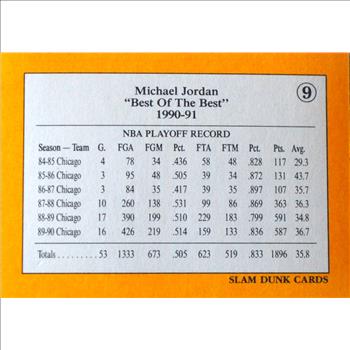 9
Michael Jordan
"Best Of The Best"
1990-91
NBA PLAYOFF RECORD
Season — Team G. FGA FGM Pct. FTA FTM Pct. Pts. Avg.
84-85 Chicago 4 78 34 .436 58 48 .828 117 29.3
85-86 Chicago 3 95 48 .505 39 34 .872 131 43.7
86-87 Chicago 3 84 35 .417 39 35 .897 107 35.7
87-88 Chicago 10 260 138 .531 99 86 .869 363 36.3
88-89 Chicago 17 390 199 .510 229 183 .799 591 34.8
89-90 Chicago 16 426 219 .514 159 133 .836 587 36.7
Totals . . . . . . . . . 53 1333 673 .505 623 519 .833 1896 35.8
SLAM DUNK CARDS